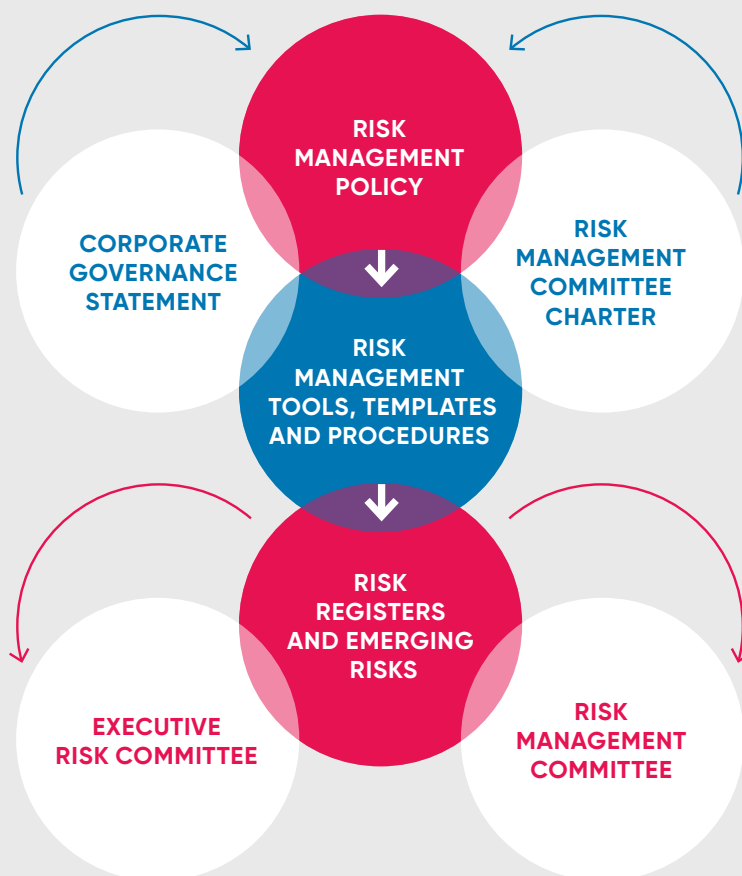 RISK
MANAGEMENT
POLICY
CORPORATE
GOVERNANCE
STATEMENT
RISK
MANAGEMENT
COMMITTEE
CHARTER
RISK
MANAGEMENT
TOOLS, TEMPLATES
AND PROCEDURES
RISK
REGISTERS
AND EMERGING
RISKS
EXECUTIVE
RISK COMMITTEE
RISK
MANAGEMENT
COMMITTEE